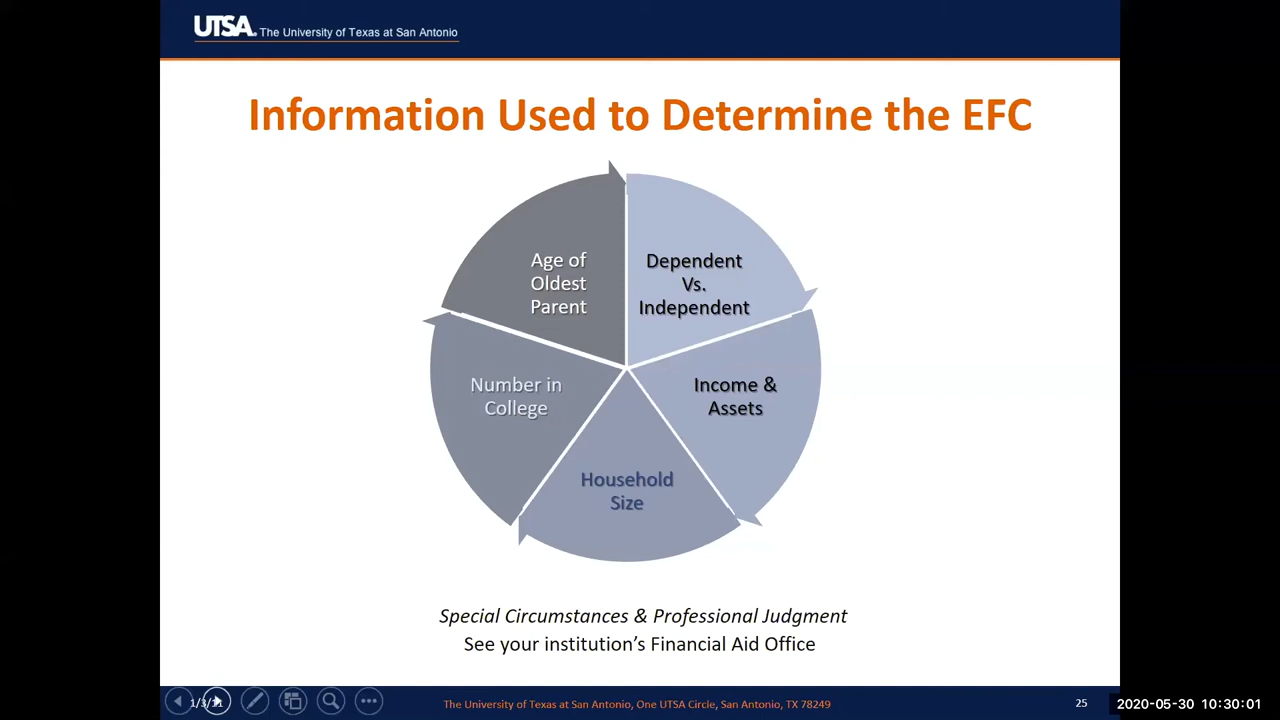 UTSA. The University of Texas at San Antonio
Information Used to Determine the EFC
Age of
Oldest
Parent
Dependent
Vs.
Independent
Number in
College
Income &
Assets
Household
Size
Special Circumstances & Professional Judgment
See your institution's Financial Aid Office
The University of Texas at San Antonio, One UTSA Circle, San Antonio, TX 78249
25
2020-05-30 10:30:01